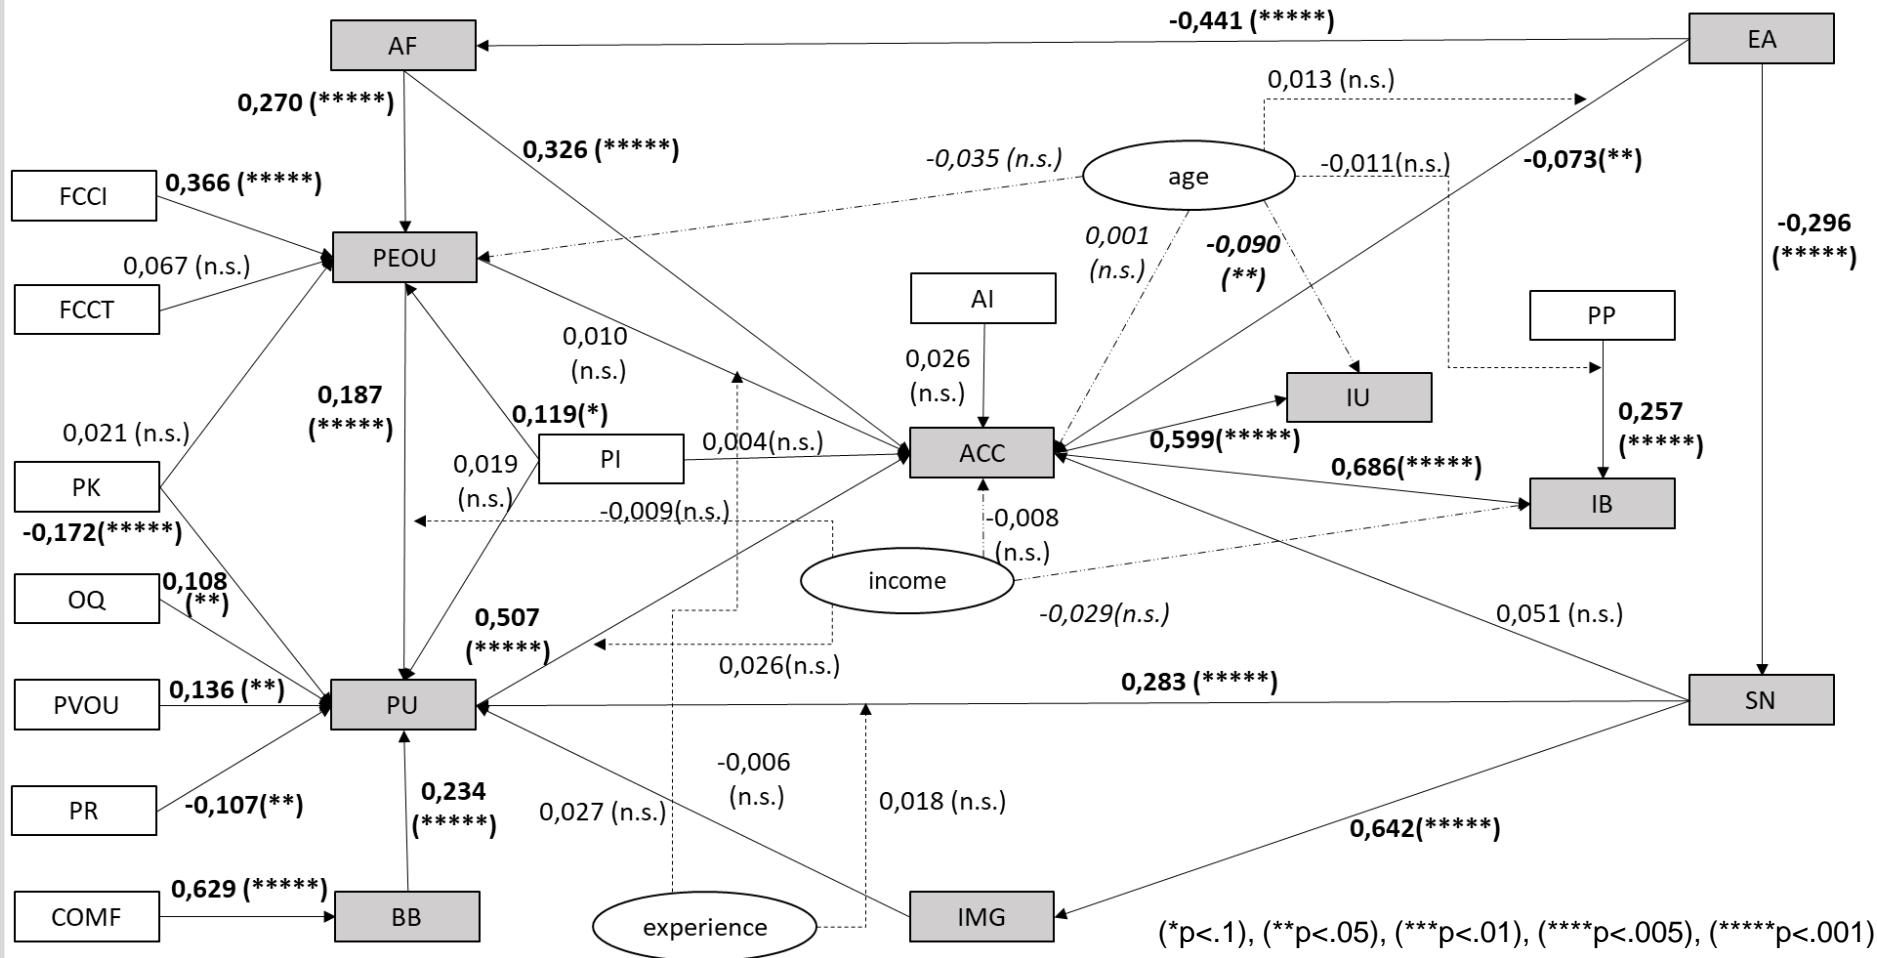 -0,441 (*****)
AF
EA
0,013 (n.s.)
0,270 (*****)
0,326 (*****)
-0,035 (n.s.)
-0,011(n.s.)
-0,073(**)
age
FCCI
0,366 (*****)
-0,296
(*****)
0,001
(n.s.)
-0,090
(**)
PEOU
0,067 (n.s.)
FCCT
AI
PP
0,010
(n.s.)
0,026
(n.s.)
0,187
(*****)
IU
0,119(*)
0,257
(*****)
0,021 (n.s.)
0,004(n.s.)
0,599(*****)
PI
ACC
0,019
(n.s.)
0,686(*****)
PK
IB
-0,172(*****)
-0,009(n.s.)
-0,008
(n.s.)
income
OQ
0,108
(**)
-0,029(n.s.)
0,051 (n.s.)
0,507
(*****)
0,026(n.s.)
PVOU
0,136 (**)
PU
0,283 (*****)
SN
-0,006
(n.s.)
PR
-0,107(**)
0,234
(*****)
0,027 (n.s.)
0,018 (n.s.)
0,642(*****)
COMF
0,629 (*****)
BB
experience
IMG
(*p<.1), (**p<.05), (***p<.01), (****p<.005), (*****p<.001)